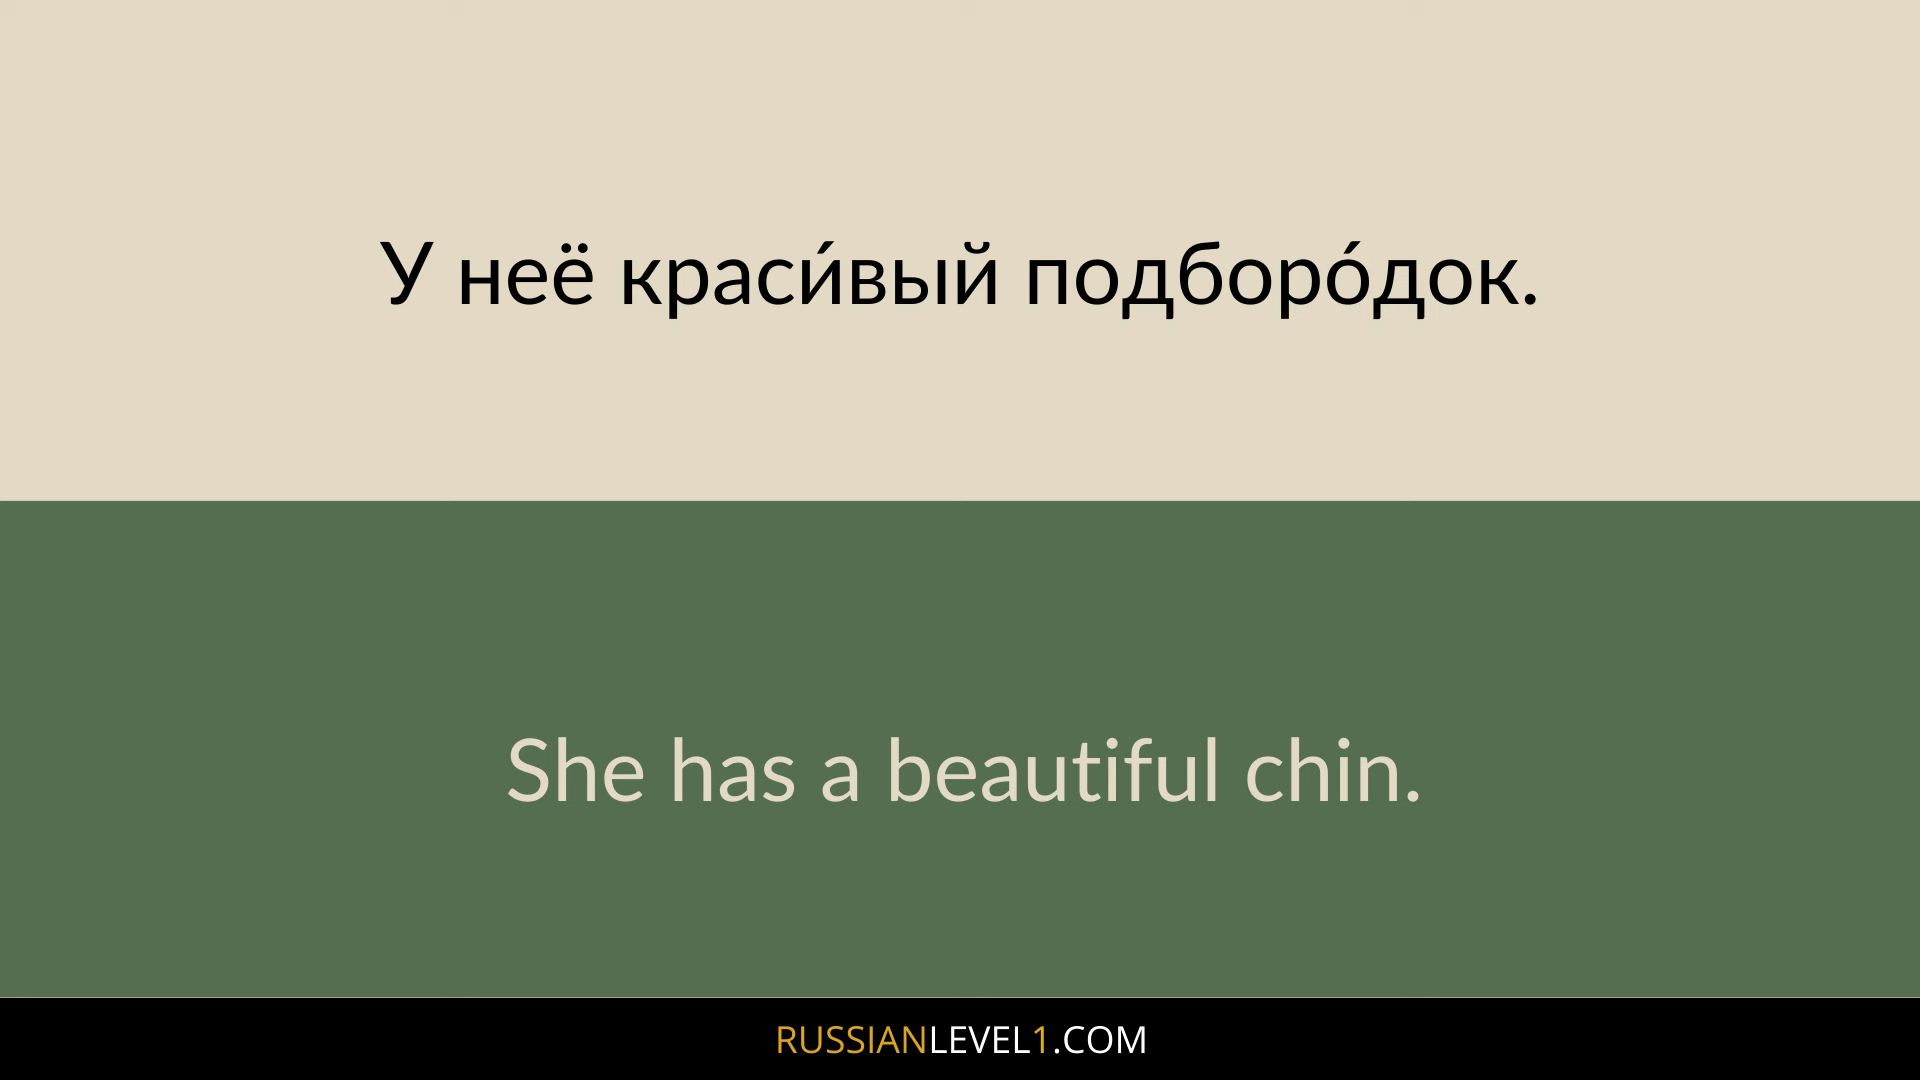 У неё краси́вый подборо́док.
She has a beautiful chin.
RUSSIANLEVEL1.COM